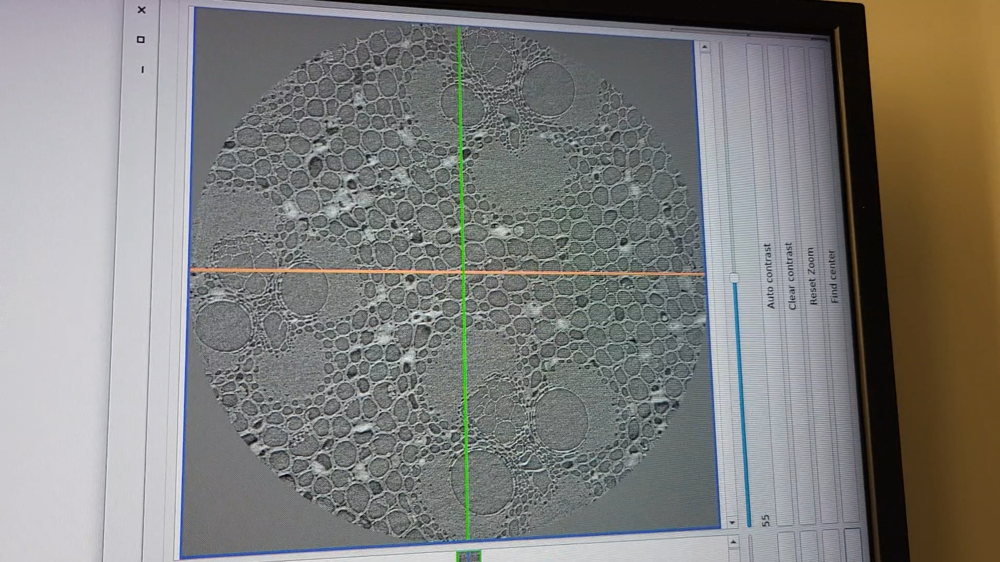 55
Auto contrast
Clear contrast
Reset Zoom
Find center